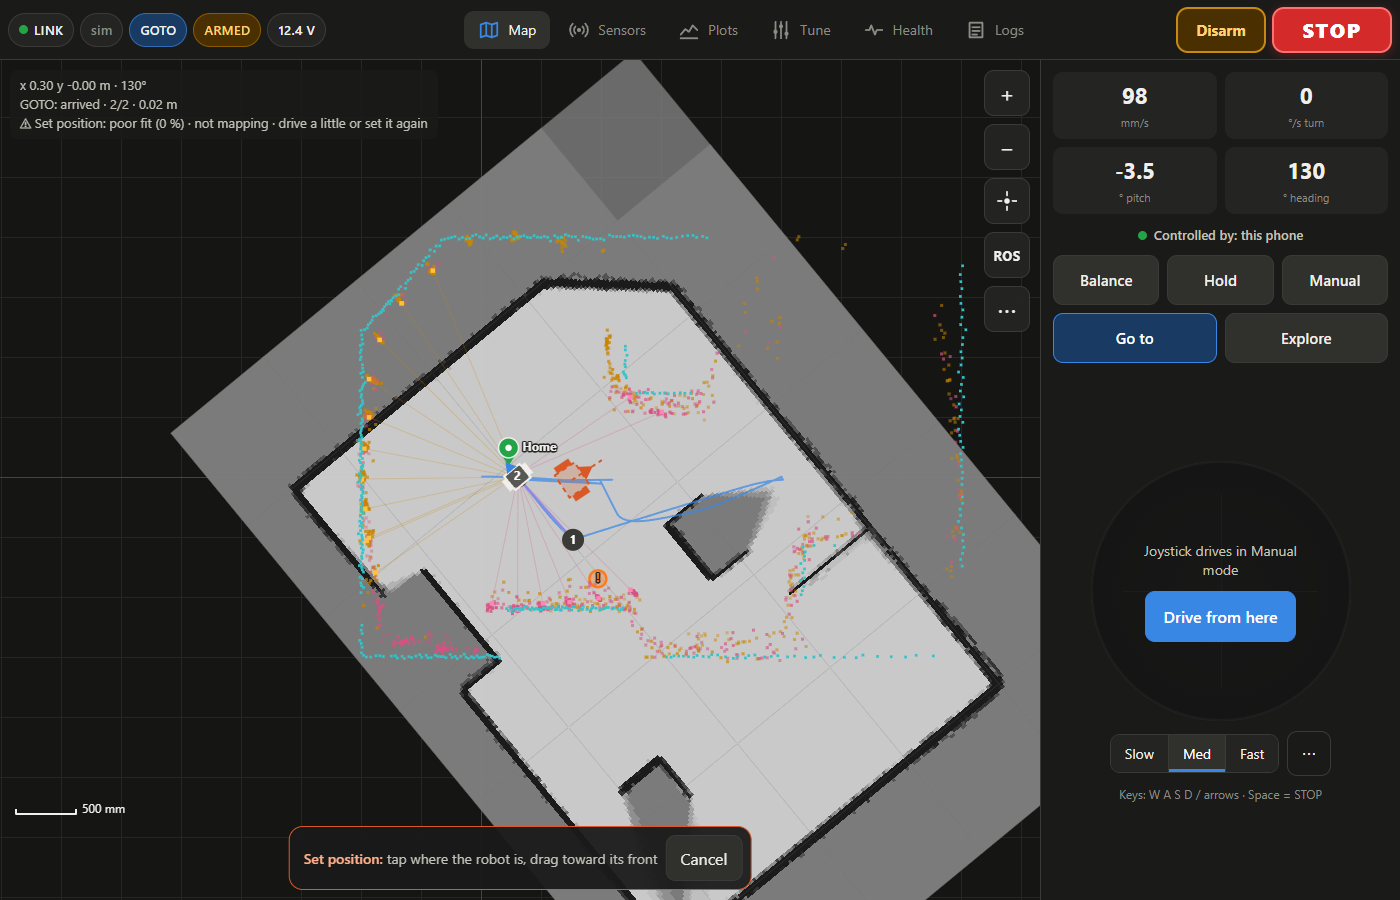 LINK
sim
GOTO
ARMED
12.4 V
Map
Sensors
Plots
Tune
Health
Logs
Disarm
STOP
x 0.30 y -0.00 m · 130°
GOTO: arrived · 2/2 · 0.02 m
⚠ Set position: poor fit (0 %) · not mapping · drive a little or set it again
+
−
ROS
...
98
mm/s
0
°/s turn
-3.5
° pitch
130
° heading
Controlled by: this phone
Balance
Hold
Manual
Go to
Explore
Home
2
1
!
Joystick drives in Manual
mode
Drive from here
Slow
Med
Fast
...
Keys: W A S D / arrows · Space = STOP
500 mm
Set position: tap where the robot is, drag toward its front
Cancel